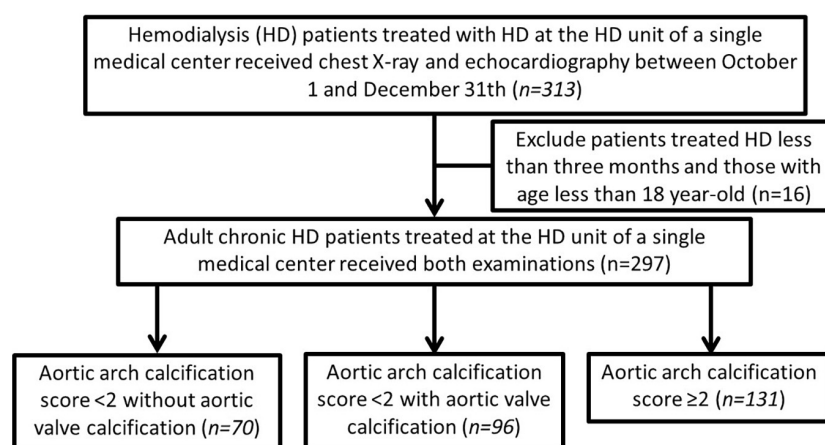 Hemodialysis (HD) patients treated with HD at the HD unit of a single
medical center received chest X-ray and echocardiography between October
1 and December 31th (n=313)
Exclude patients treated HD less
than three months and those with
age less than 18 year-old (n=16)
Adult chronic HD patients treated at the HD unit of a single
medical center received both examinations (n=297)
Aortic arch calcification
score <2 without aortic
valve calcification (n=70)
Aortic arch calcification
score <2 with aortic valve
calcification (n=96)
Aortic arch calcification
score ≥2 (n=131)